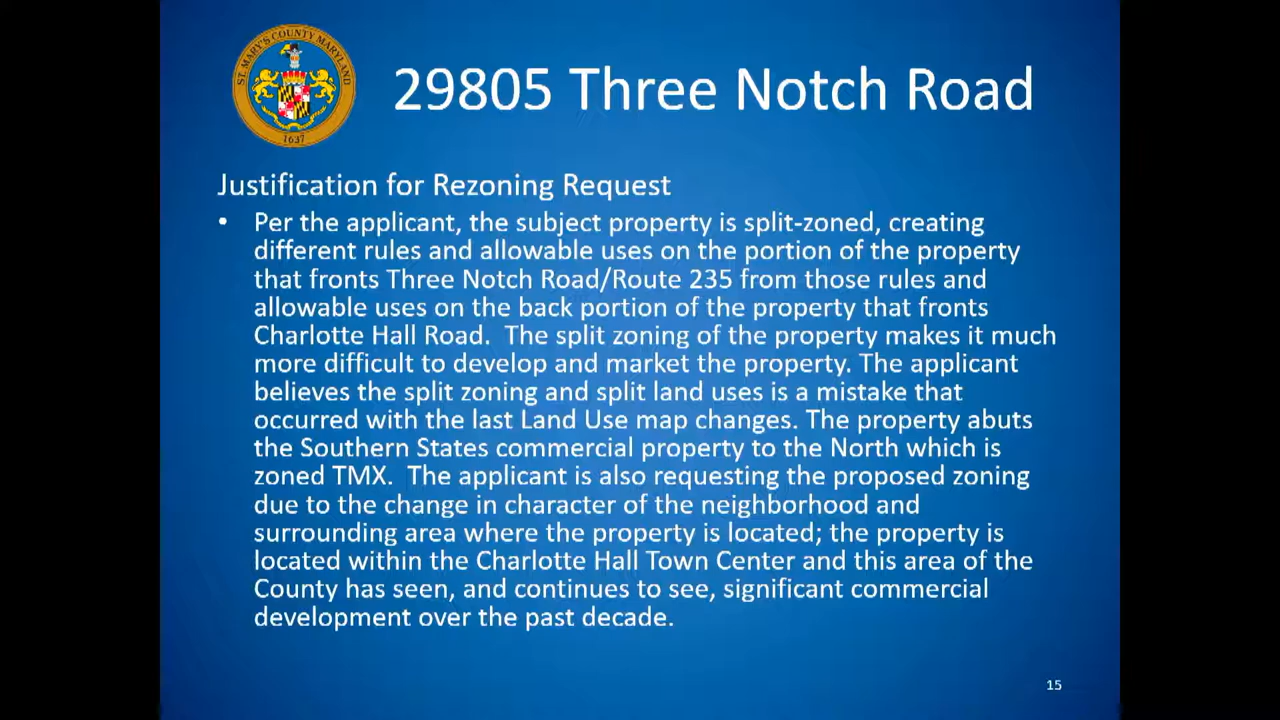 ST. MARY'S COUNTY MARYLAND
1637
29805 Three Notch Road
Justification for Rezoning Request
• Per the applicant, the subject property is split-zoned, creating
different rules and allowable uses on the portion of the property
that fronts Three Notch Road/Route 235 from those rules and
allowable uses on the back portion of the property that fronts
Charlotte Hall Road.  The split zoning of the property makes it much
more difficult to develop and market the property. The applicant
believes the split zoning and split land uses is a mistake that
occurred with the last Land Use map changes. The property abuts
the Southern States commercial property to the North which is
zoned TMX.  The applicant is also requesting the proposed zoning
due to the change in character of the neighborhood and
surrounding area where the property is located; the property is
located within the Charlotte Hall Town Center and this area of the
County has seen, and continues to see, significant commercial
development over the past decade.
15